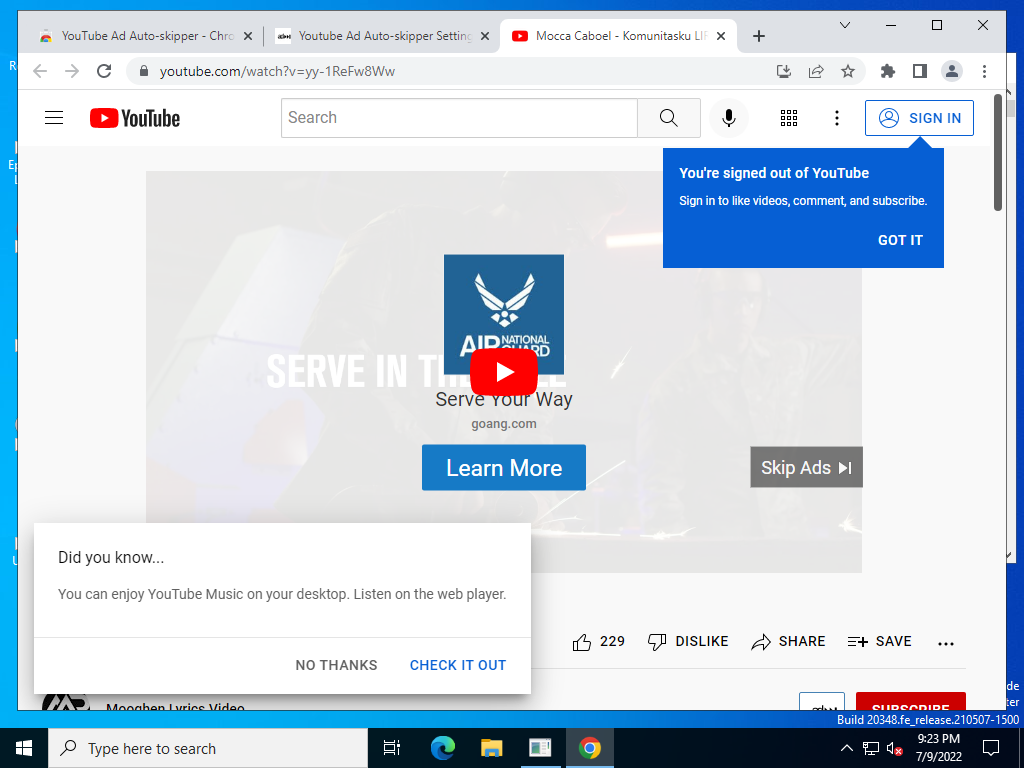 YouTube Ad Auto-skipper - Chro
Youtube Ad Auto-skipper Setting
Mocca Caboel - Komunitasku LIR
youtube.com/watch?v=yy-1ReFw8Ww
YouTube
Search
SIGN IN
You're signed out of YouTube
Sign in to like videos, comment, and subscribe.
GOT IT
AIR NATIONAL GUARD
SERVE IN THE
Serve Your Way
goang.com
Learn More
Skip Ads
Did you know...
You can enjoy YouTube Music on your desktop. Listen on the web player.
NO THANKS
CHECK IT OUT
229
DISLIKE
SHARE
SAVE
Mooghen Lyrics Video
SUBSCRIBE
Build 20348.fe_release.210507-1500
Type here to search
9:23 PM
7/9/2022